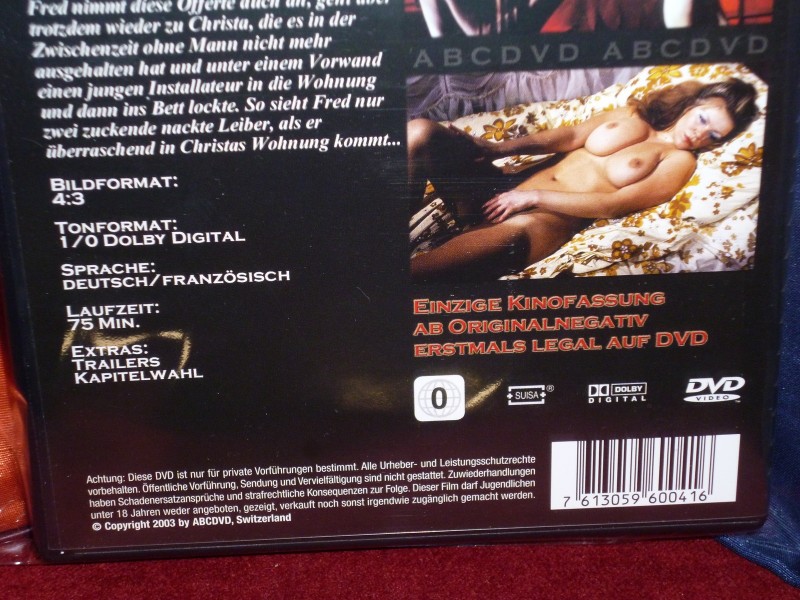 Fred nimmt diese Offerte auch an, geht aber
trotzdem wieder zu Christa, die es in der
Zwischenzeit ohne Mann nicht mehr
ausgehalten hat und unter einem Vorwand
einen jungen Installateur in die Wohnung
und dann ins Bett lockte. So sieht Fred nur
zwei zuckende nackte Leiber, als er
überraschend in Christas Wohnung kommt...
BILDFORMAT:
4:3
TONFORMAT:
1/0 DOLBY DIGITAL
SPRACHE:
DEUTSCH/FRANZÖSISCH
LAUFZEIT:
75 MIN.
EXTRAS:
TRAILERS
KAPITELWAHL
ABCDVD ABCDVD
EINZIGE KINOFASSUNG
AB ORIGINALNEGATIV
ERSTMALS LEGAL AUF DVD
0
SUISA ®
DOLBY
DIGITAL
DVD
VIDEO
Achtung: Diese DVD ist nur für private Vorführungen bestimmt. Alle Urheber- und Leistungsschutzrechte
vorbehalten. Öffentliche Vorführung, Sendung und Vervielfältigung sind nicht gestattet. Zuwiederhandlungen
haben Schadenersatzansprüche und strafrechtliche Konsequenzen zur Folge. Dieser Film darf Jugendlichen
unter 18 Jahren weder angeboten, gezeigt, verkauft noch sonst irgendwie zugänglich gemacht werden.
© Copyright 2003 by ABCDVD, Switzerland
7 613059 600416